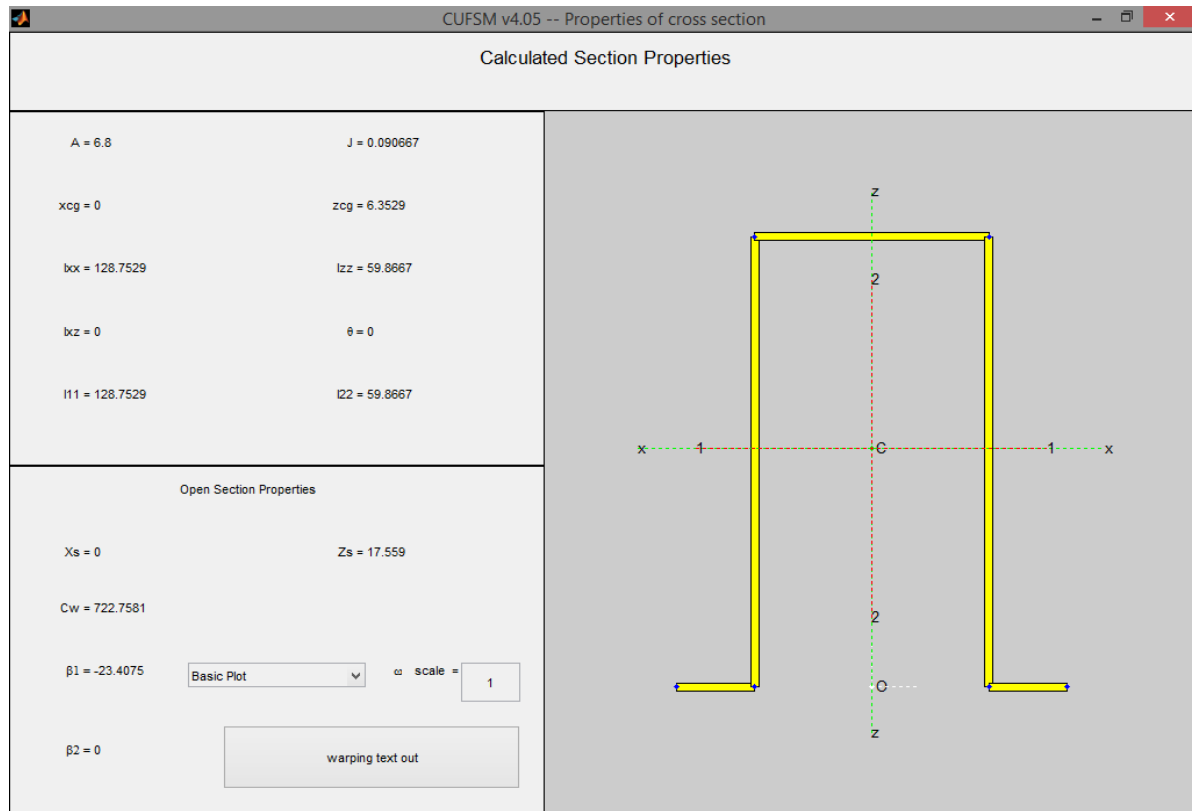 CUFSM v4.05 -- Properties of cross section
Calculated Section Properties
A = 6.8
J = 0.090667
xcg = 0
zcg = 6.3529
Ixx = 128.7529
Izz = 59.8667
Ixz = 0
θ = 0
I11 = 128.7529
I22 = 59.8667
Open Section Properties
Xs = 0
Zs = 17.559
Cw = 722.7581
β1 = -23.4075
Basic Plot
ω scale =
1
β2 = 0
warping text out
z
2
x
1
C
1
x
2
O
z